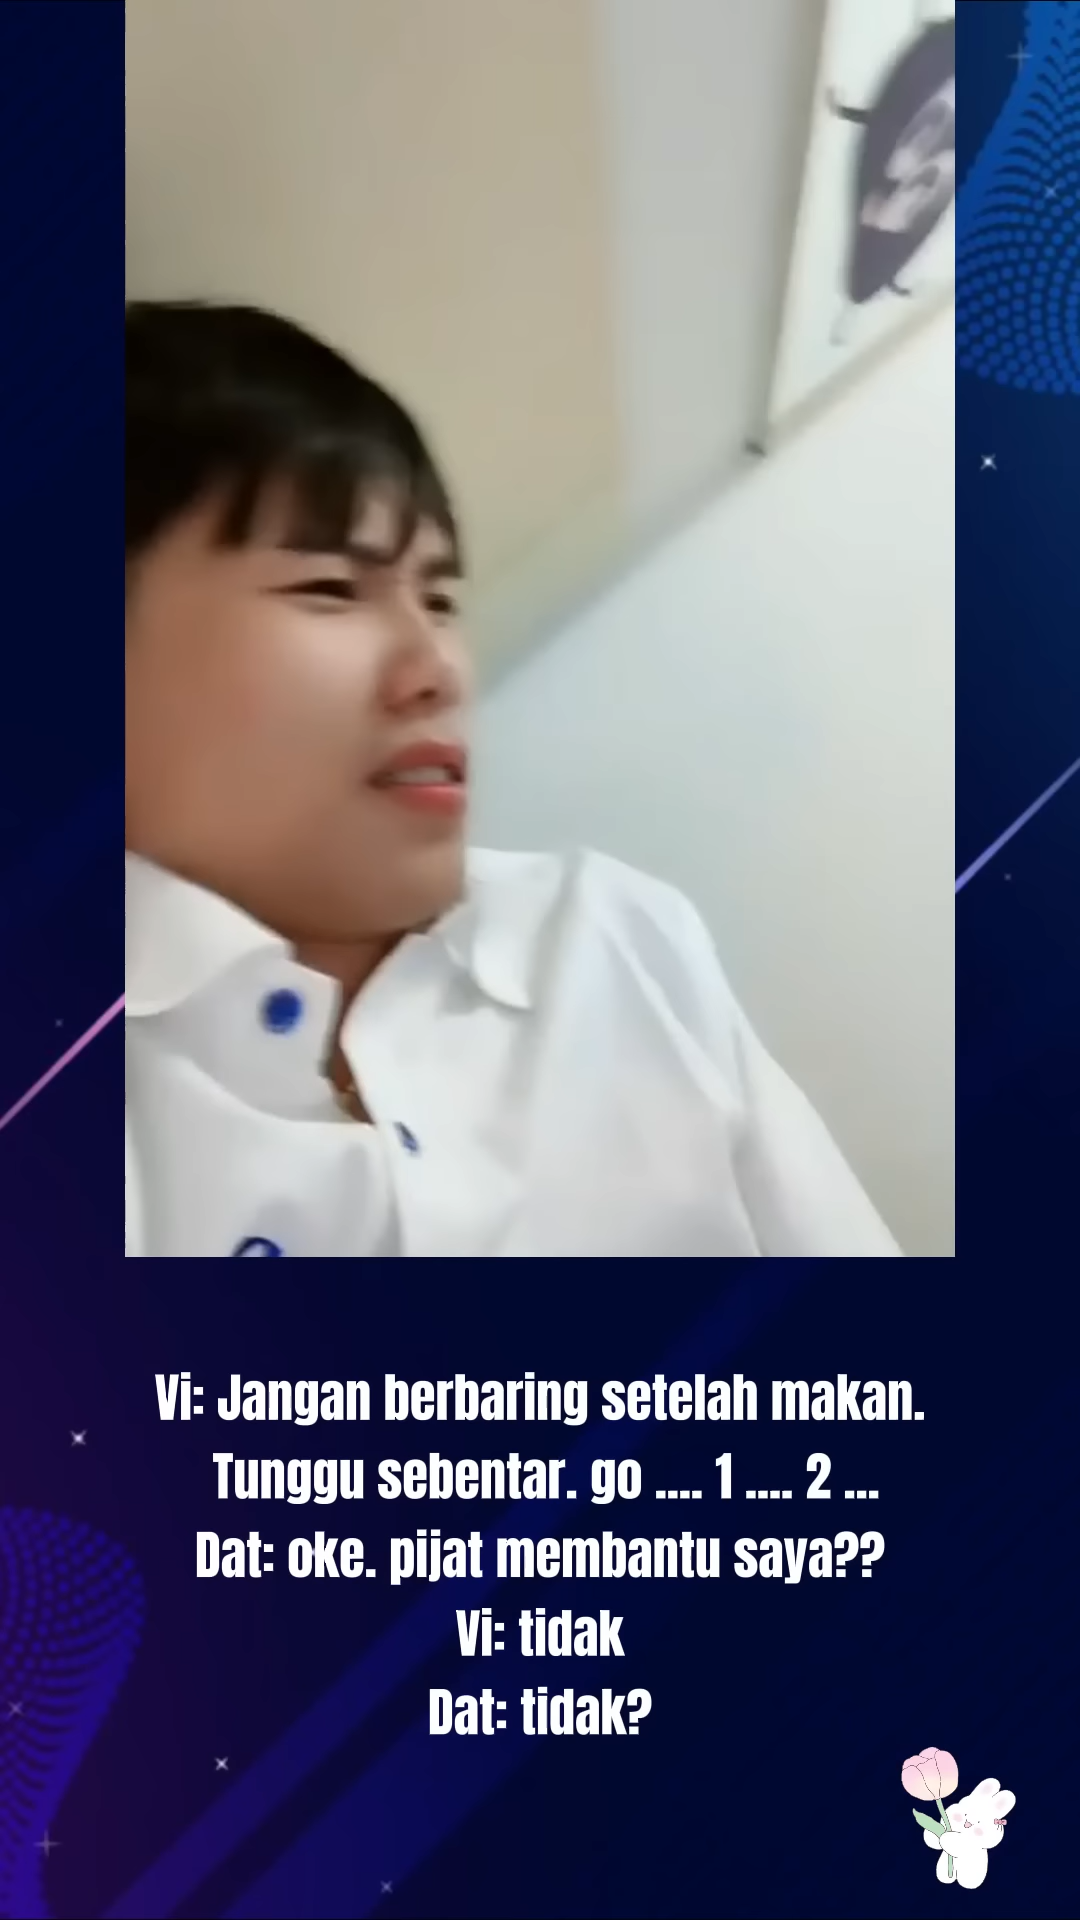 Vi: Jangan berbaring setelah makan.
Tunggu sebentar. go .... 1 .... 2 ...
Dat: oke. pijat membantu saya??
Vi: tidak
Dat: tidak?